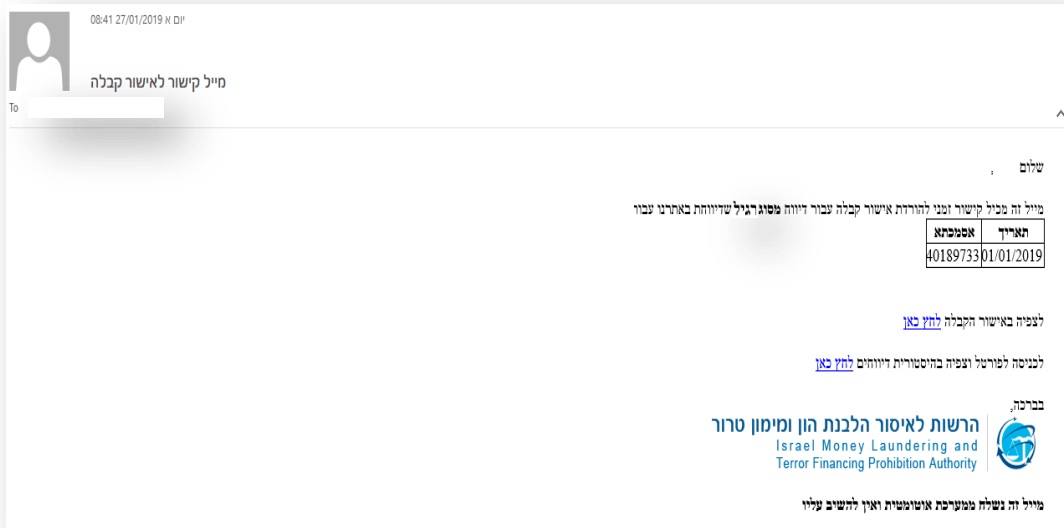 יום א 27/01/2019 08:41
מייל קישור לאישור קבלה
To
שלום ,
מייל זה מכיל קישור זמני להורדת אישור קבלה עבור דיווח מסוג רגיל שדיווחת באתרנו עבור
תאריך אסמכתא
01/01/2019 40189733
לצפיה באישור הקבלה לחץ כאן
לכניסה לפורטל וצפיה בהיסטורית דיווחים לחץ כאן
בברכה,
הרשות לאיסור הלבנת הון ומימון טרור
Israel Money Laundering and
Terror Financing Prohibition Authority
מייל זה נשלח ממערכת אוטומטית ואין להשיב עליו